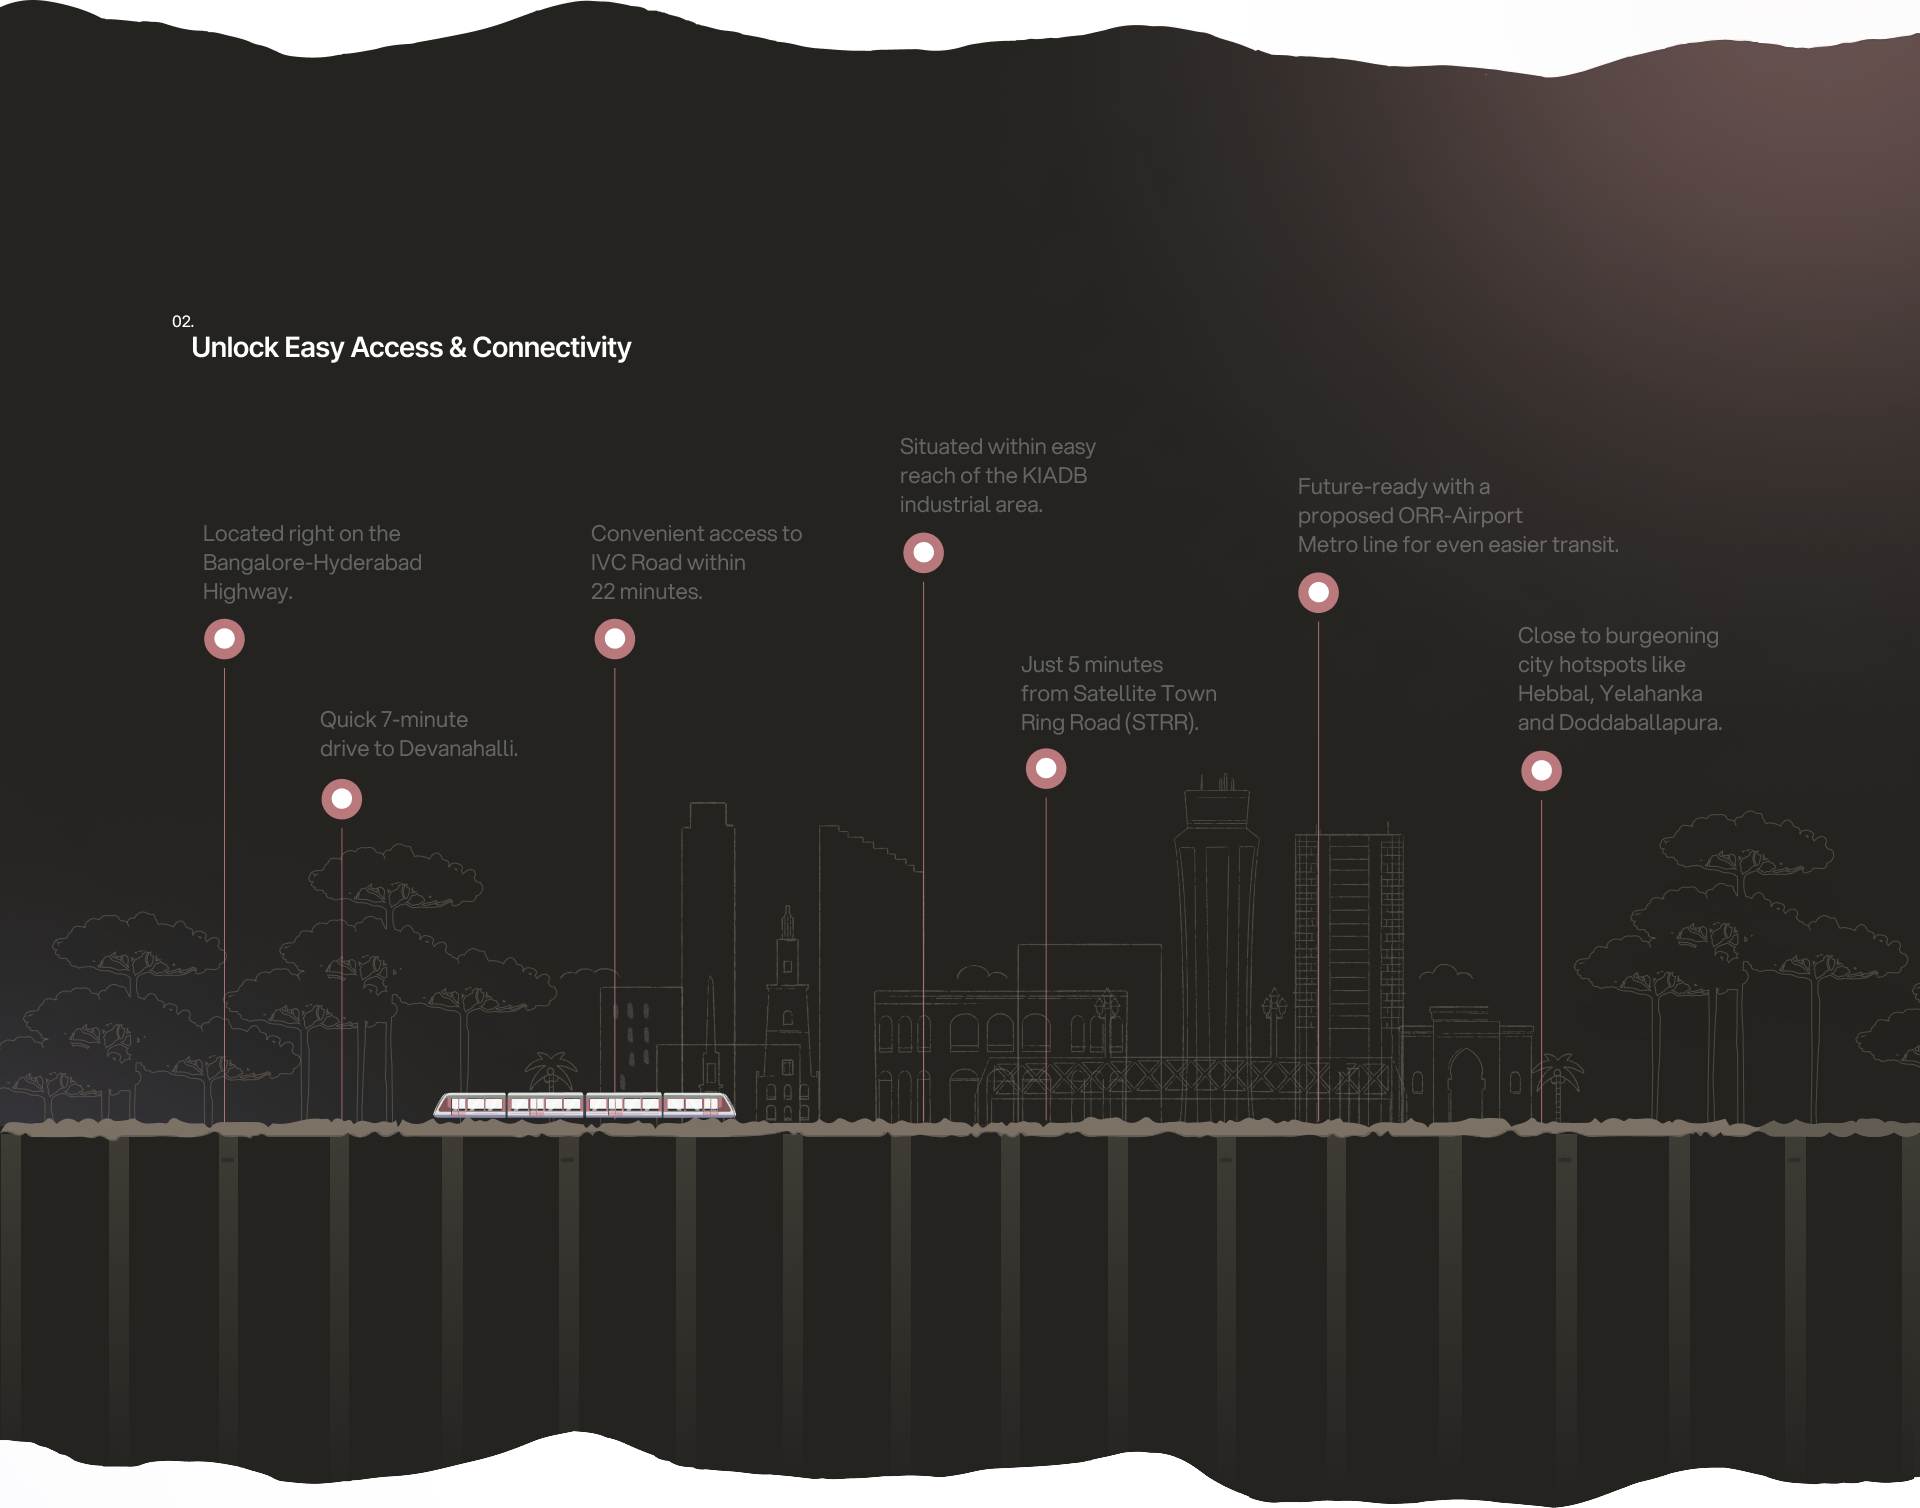 02.
Unlock Easy Access & Connectivity
Located right on the
Bangalore-Hyderabad
Highway.
Quick 7-minute
drive to Devanahalli.
Convenient access to
IVC Road within
22 minutes.
Situated within easy
reach of the KIADB
industrial area.
Just 5 minutes
from Satellite Town
Ring Road (STRR).
Future-ready with a
proposed ORR-Airport
Metro line for even easier transit.
Close to burgeoning
city hotspots like
Hebbal, Yelahanka
and Doddaballapura.